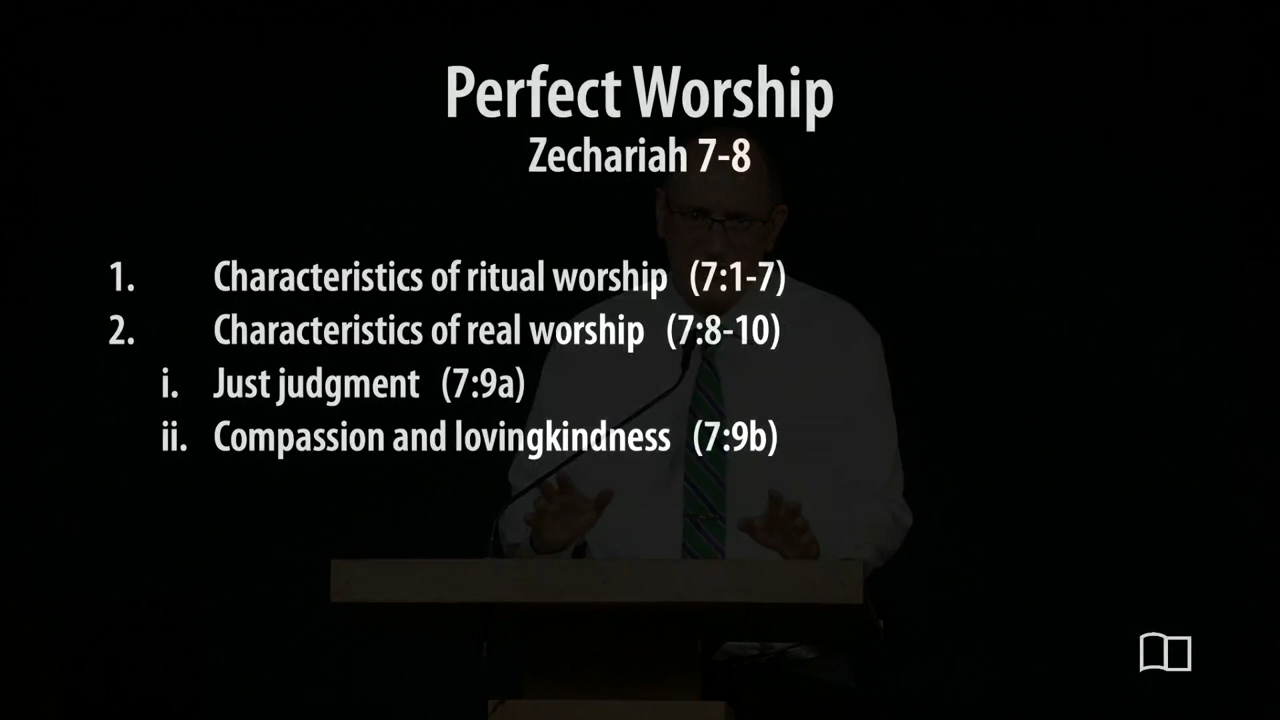 Perfect Worship
Zechariah 7-8
1. Characteristics of ritual worship (7:1-7)
2. Characteristics of real worship (7:8-10)
i. Just judgment (7:9a)
ii. Compassion and lovingkindness (7:9b)